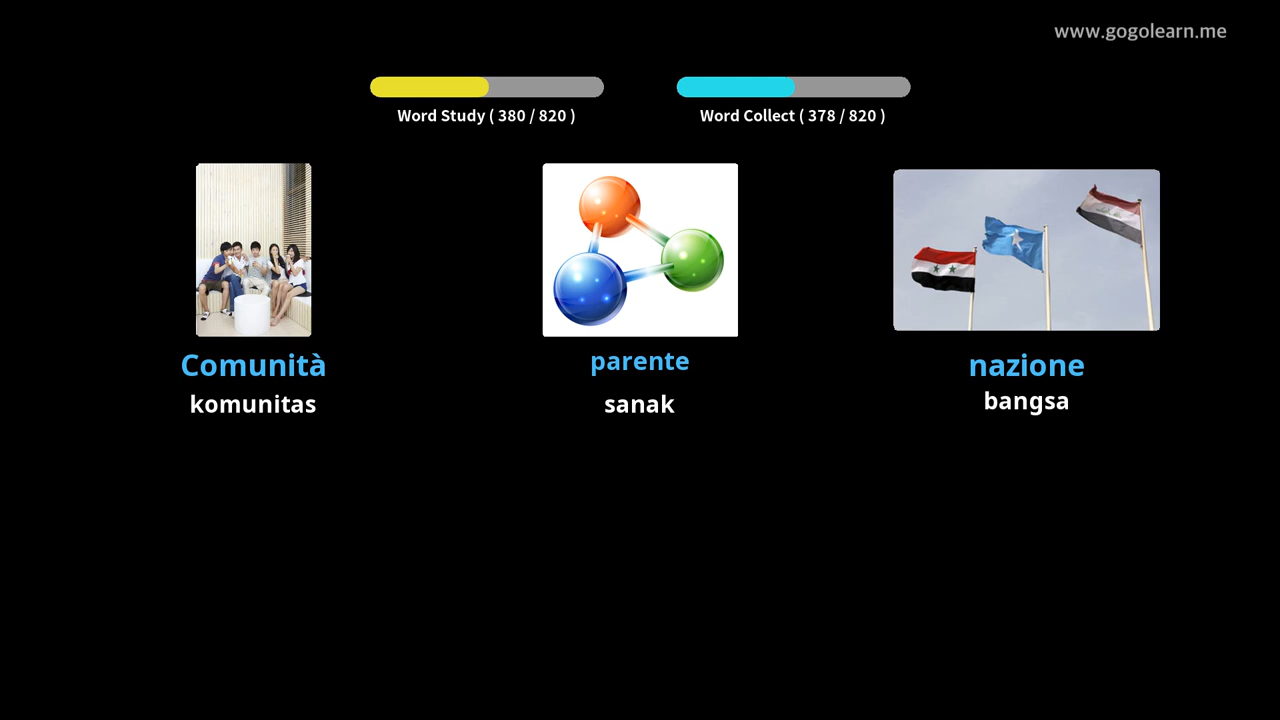 www.gogolearn.me
Word Study ( 380 / 820 )
Word Collect ( 378 / 820 )
Comunità
komunitas
parente
sanak
nazione
bangsa